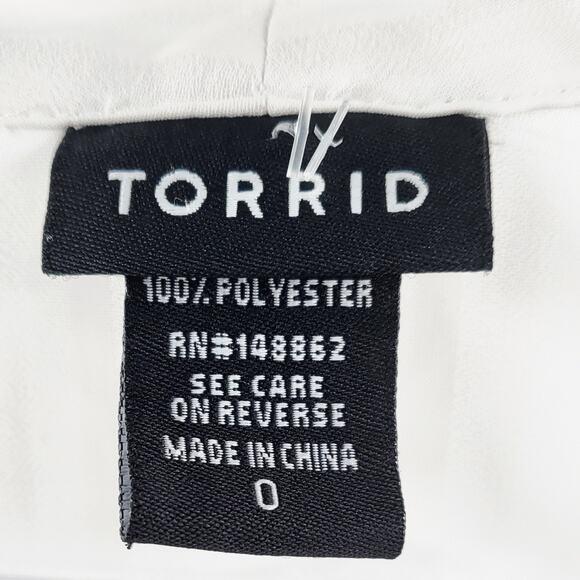 TORRID
100% POLYESTER
RN#148862
SEE CARE
ON REVERSE
MADE IN CHINA
0